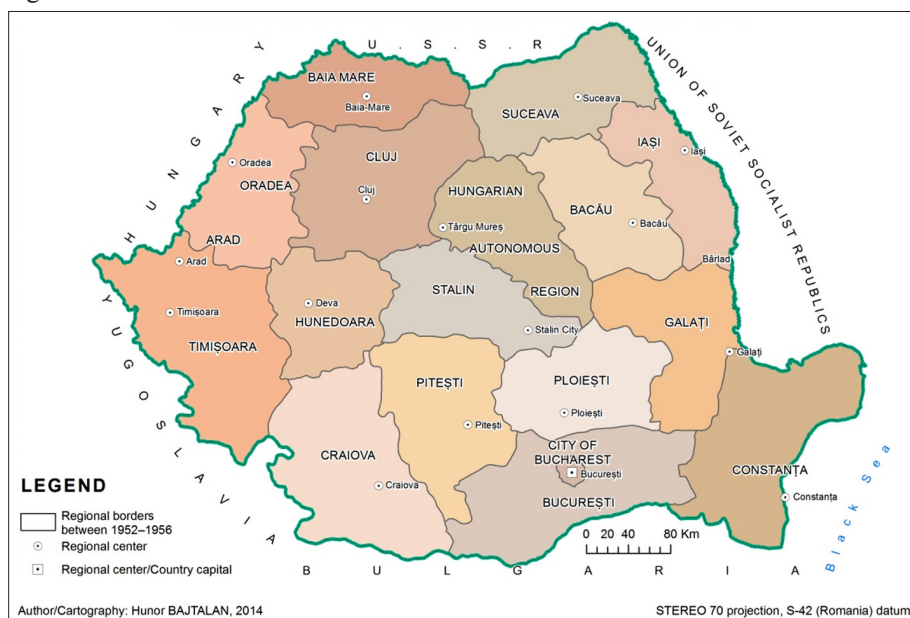 HUNGARY
U.S.S.R
UNION OF SOVIET SOCIALIST REPUBLICS
BAIA MARE
Baia-Mare
SUCEAVA
Suceava
IAȘI
Iași
Oradea
ORADEA
CLUJ
Cluj
HUNGARIAN
AUTONOMOUS
REGION
Târgu Mureș
BACĂU
Bacău
Bârlad
ARAD
Arad
Timișoara
TIMIȘOARA
Deva
HUNEDOARA
STALIN
Stalin City
GALAȚI
Galați
PITEȘTI
Pitești
PLOIEȘTI
Ploiești
CRAIOVA
Craiova
CITY OF
BUCHAREST
București
BUCUREȘTI
CONSTANȚA
Constanța
YUGOSLAVIA
BULGARIA
Black Sea
LEGEND
Regional borders
between 1952–1956
Regional center
Regional center/Country capital
0 20 40 80 Km
Author/Cartography: Hunor BAJTALAN, 2014
STEREO 70 projection, S-42 (Romania) datum